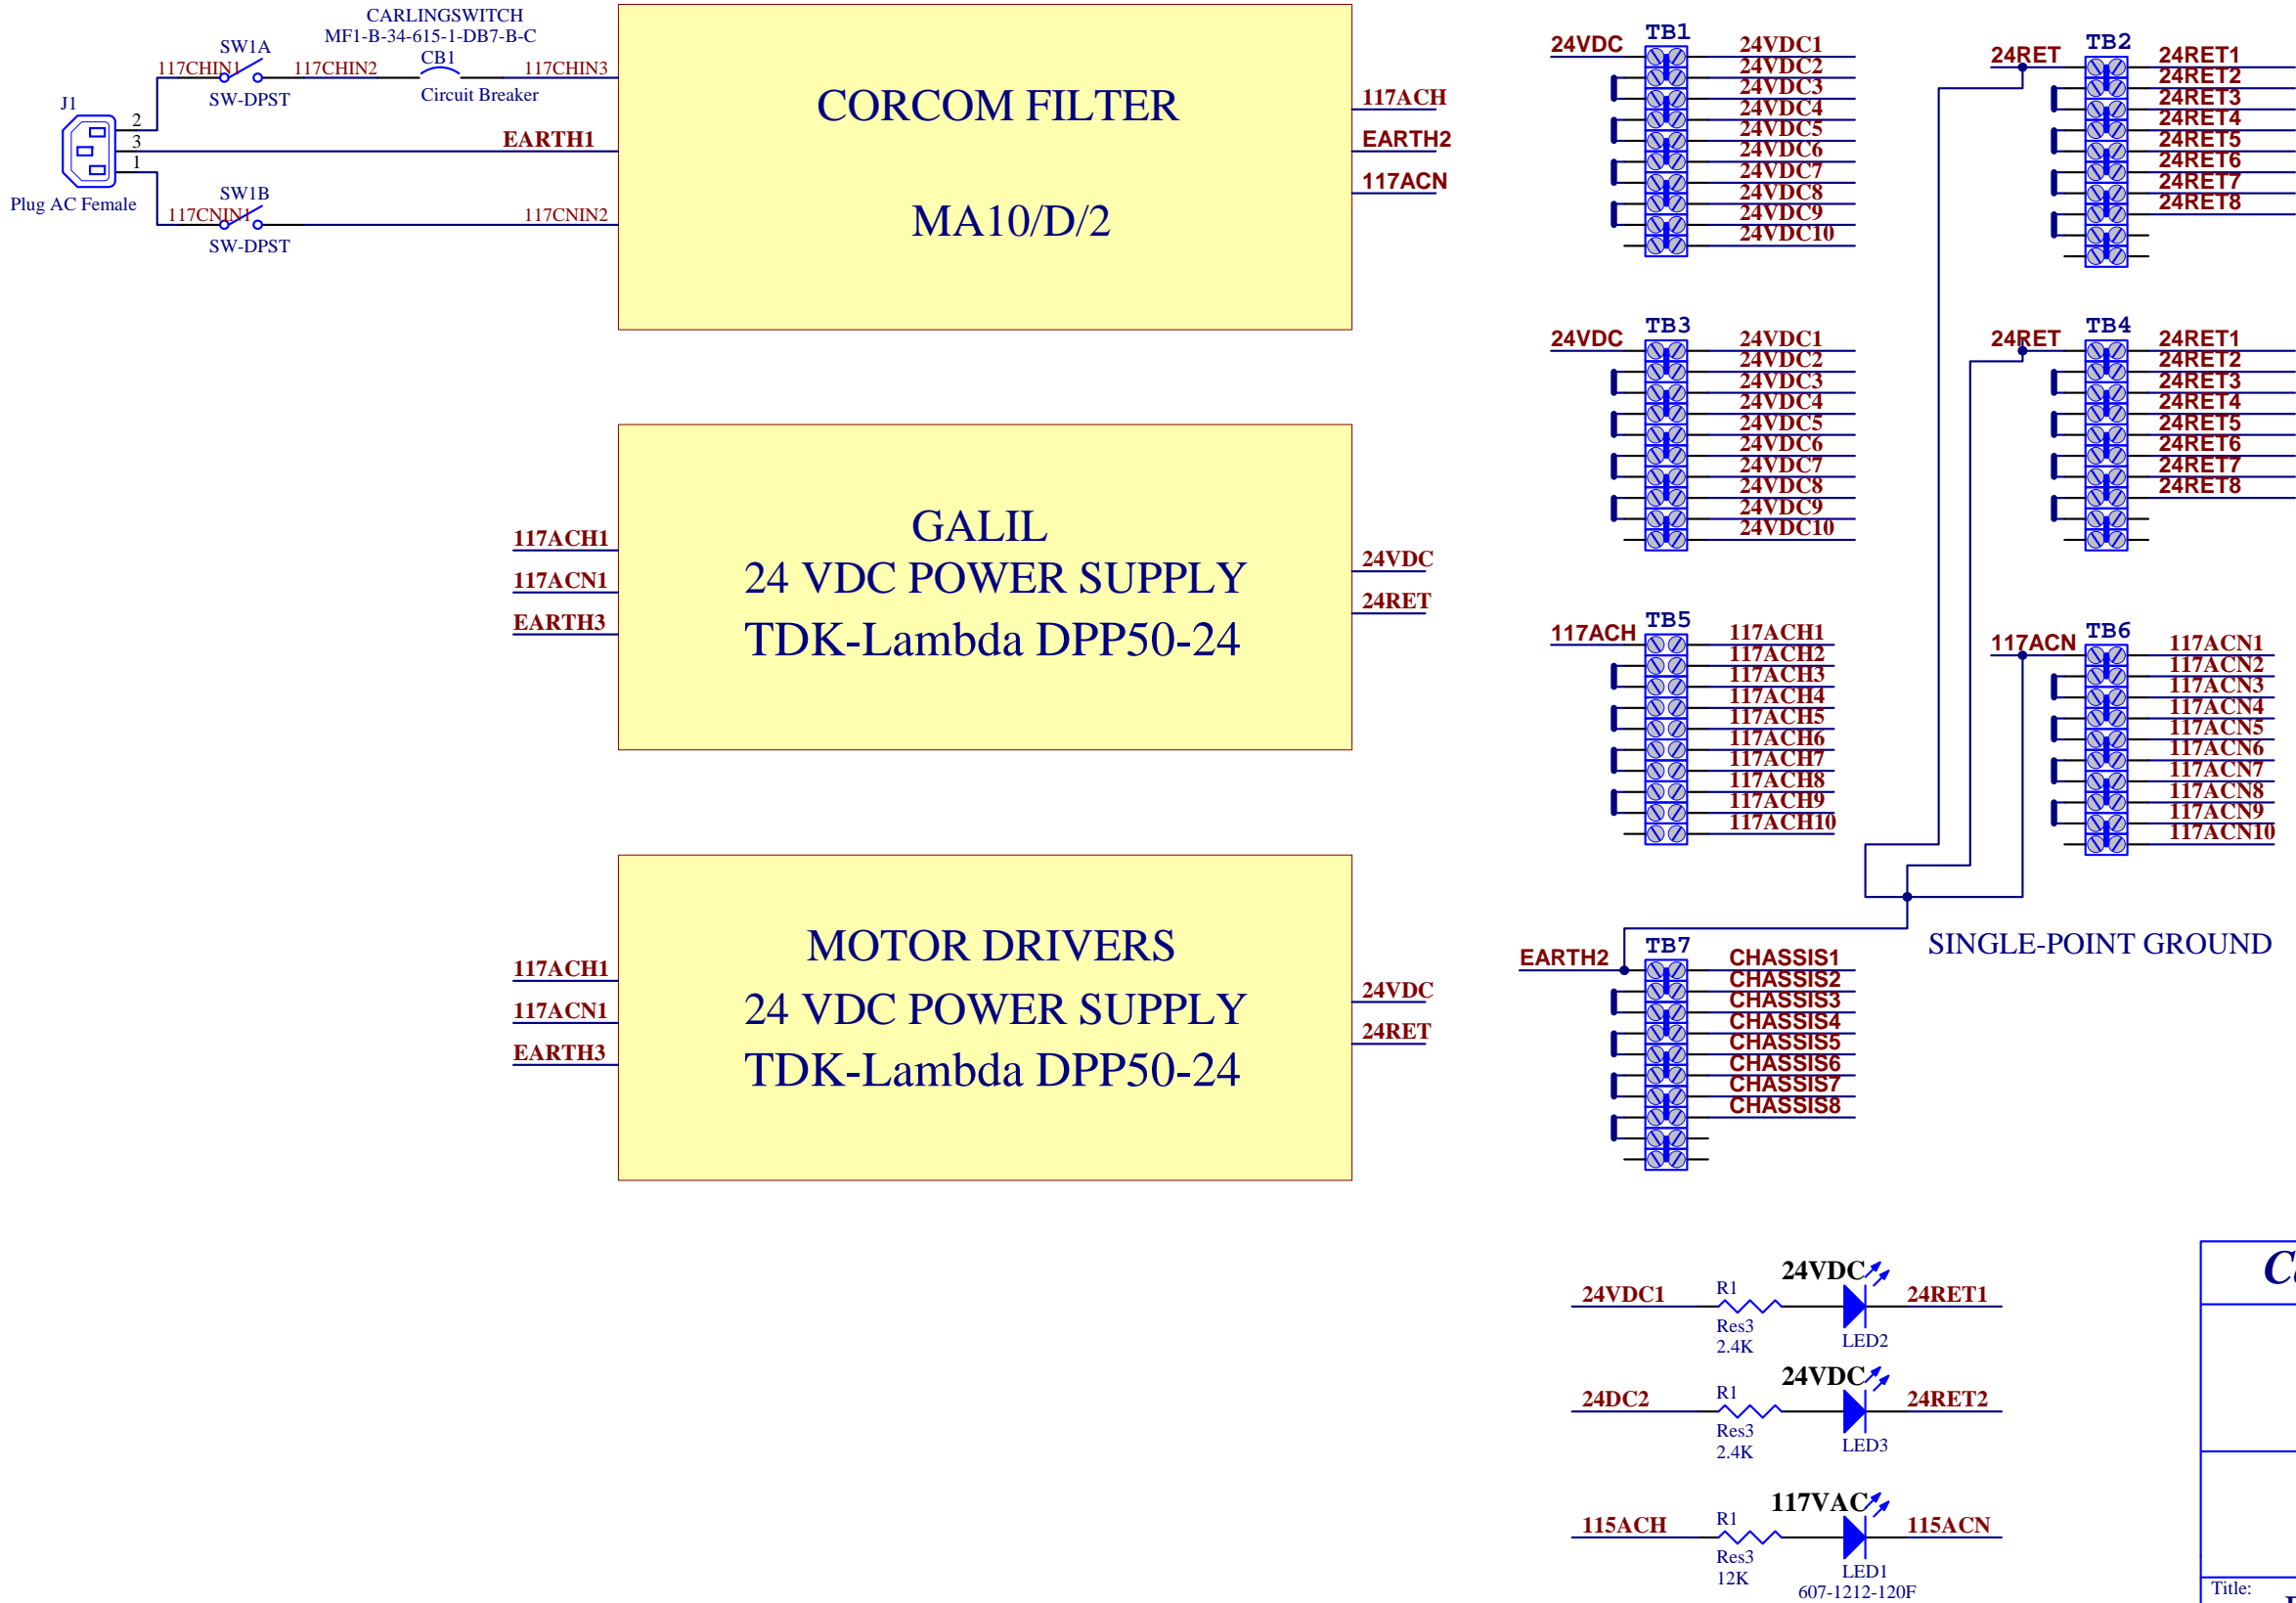 CARLINGSWITCH
MF1-B-34-615-1-DB7-B-C
SW1A
CB1
117CHIN1
117CHIN2
117CHIN3
SW-DPST
Circuit Breaker
J1
2
3
1
EARTH1
Plug AC Female
SW1B
117CNIN1
117CNIN2
SW-DPST
CORCOM FILTER
MA10/D/2
117ACH
EARTH2
117ACN
GALIL
24 VDC POWER SUPPLY
TDK-Lambda DPP50-24
117ACH1
117ACN1
EARTH3
24VDC
24RET
MOTOR DRIVERS
24 VDC POWER SUPPLY
TDK-Lambda DPP50-24
117ACH1
117ACN1
EARTH3
24VDC
24RET
TB1
24VDC
24VDC1
24VDC2
24VDC3
24VDC4
24VDC5
24VDC6
24VDC7
24VDC8
24VDC9
24VDC10
TB2
24RET
24RET1
24RET2
24RET3
24RET4
24RET5
24RET6
24RET7
24RET8
TB3
24VDC
24VDC1
24VDC2
24VDC3
24VDC4
24VDC5
24VDC6
24VDC7
24VDC8
24VDC9
24VDC10
TB4
24RET
24RET1
24RET2
24RET3
24RET4
24RET5
24RET6
24RET7
24RET8
TB5
117ACH
117ACH1
117ACH2
117ACH3
117ACH4
117ACH5
117ACH6
117ACH7
117ACH8
117ACH9
117ACH10
TB6
117ACN
117ACN1
117ACN2
117ACN3
117ACN4
117ACN5
117ACN6
117ACN7
117ACN8
117ACN9
117ACN10
SINGLE-POINT GROUND
TB7
EARTH2
CHASSIS1
CHASSIS2
CHASSIS3
CHASSIS4
CHASSIS5
CHASSIS6
CHASSIS7
CHASSIS8
24VDC
24VDC1
R1
24RET1
Res3
2.4K
LED2
24VDC
24DC2
R1
24RET2
Res3
2.4K
LED3
117VAC
115ACH
R1
115ACN
Res3
12K
LED1
607-1212-120F
Title: